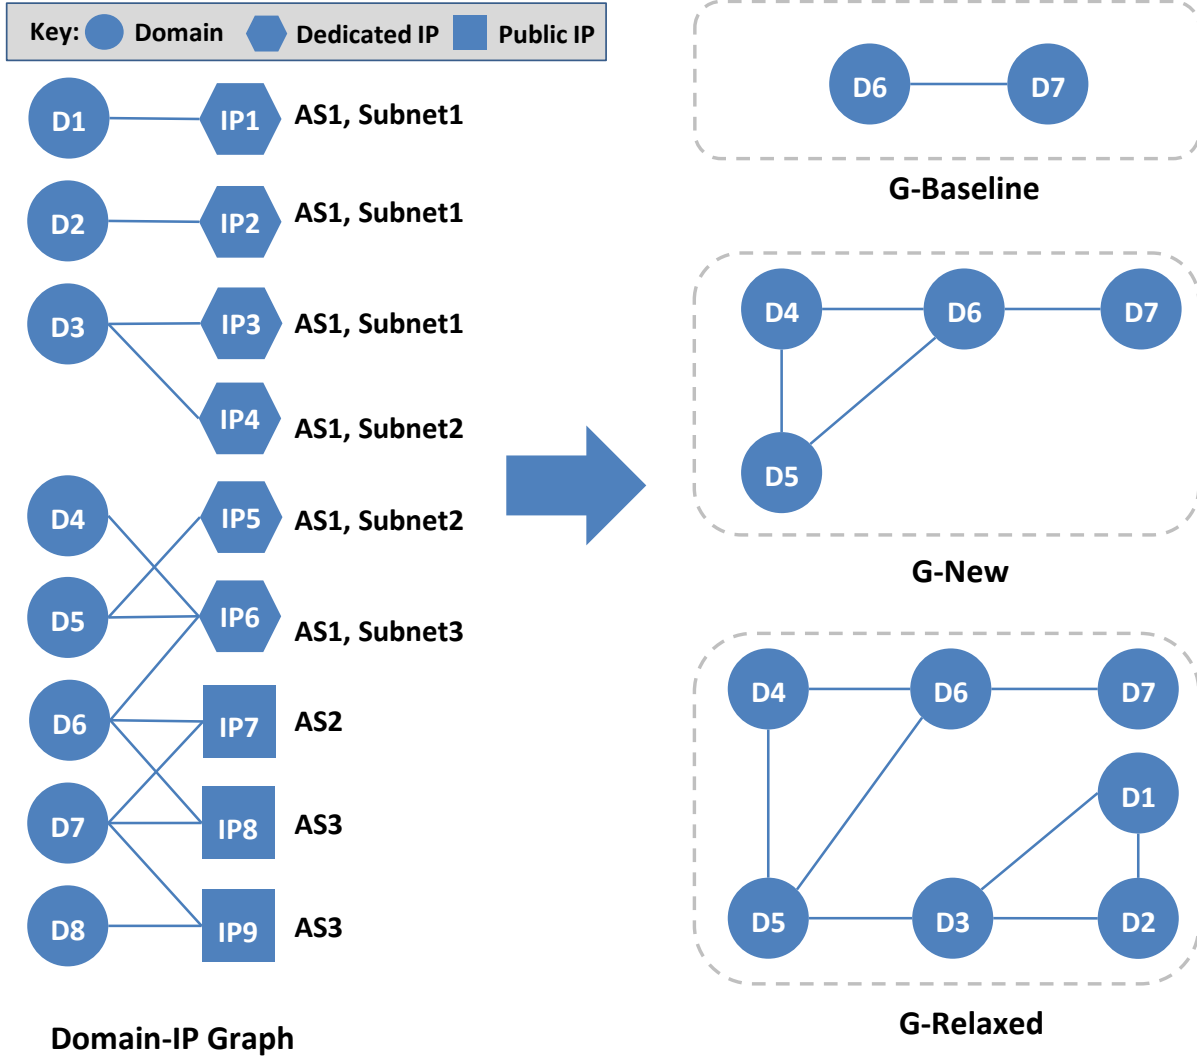 Key: Domain Dedicated IP Public IP
D1 IP1 AS1, Subnet1
D2 IP2 AS1, Subnet1
D3 IP3 AS1, Subnet1
IP4 AS1, Subnet2
D4 IP5 AS1, Subnet2
D5 IP6 AS1, Subnet3
D6 IP7 AS2
D7 IP8 AS3
D8 IP9 AS3
Domain-IP Graph
D6 D7
G-Baseline
D4 D6 D7
D5
G-New
D4 D6 D7
D1
D5 D3 D2
G-Relaxed